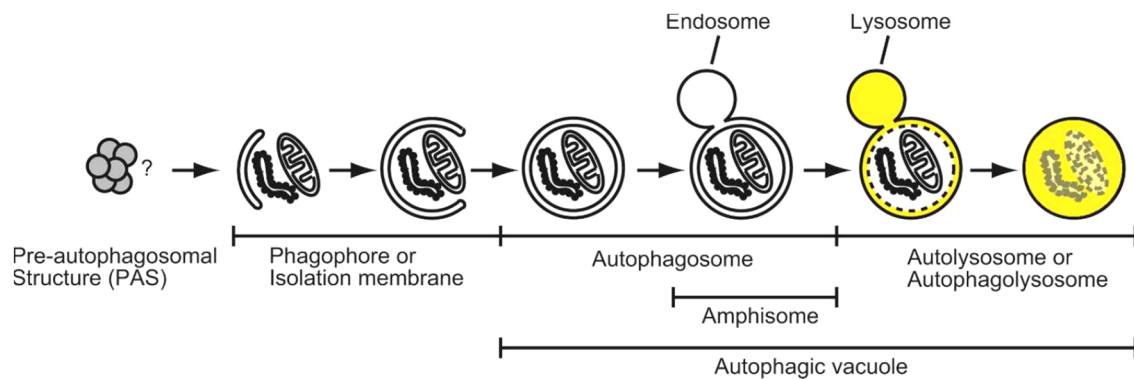 Endosome
Lysosome
?
Pre-autophagosomal
Structure (PAS)
Phagophore or
Isolation membrane
Autophagosome
Autolysosome or
Autophagolysosome
Amphisome
Autophagic vacuole